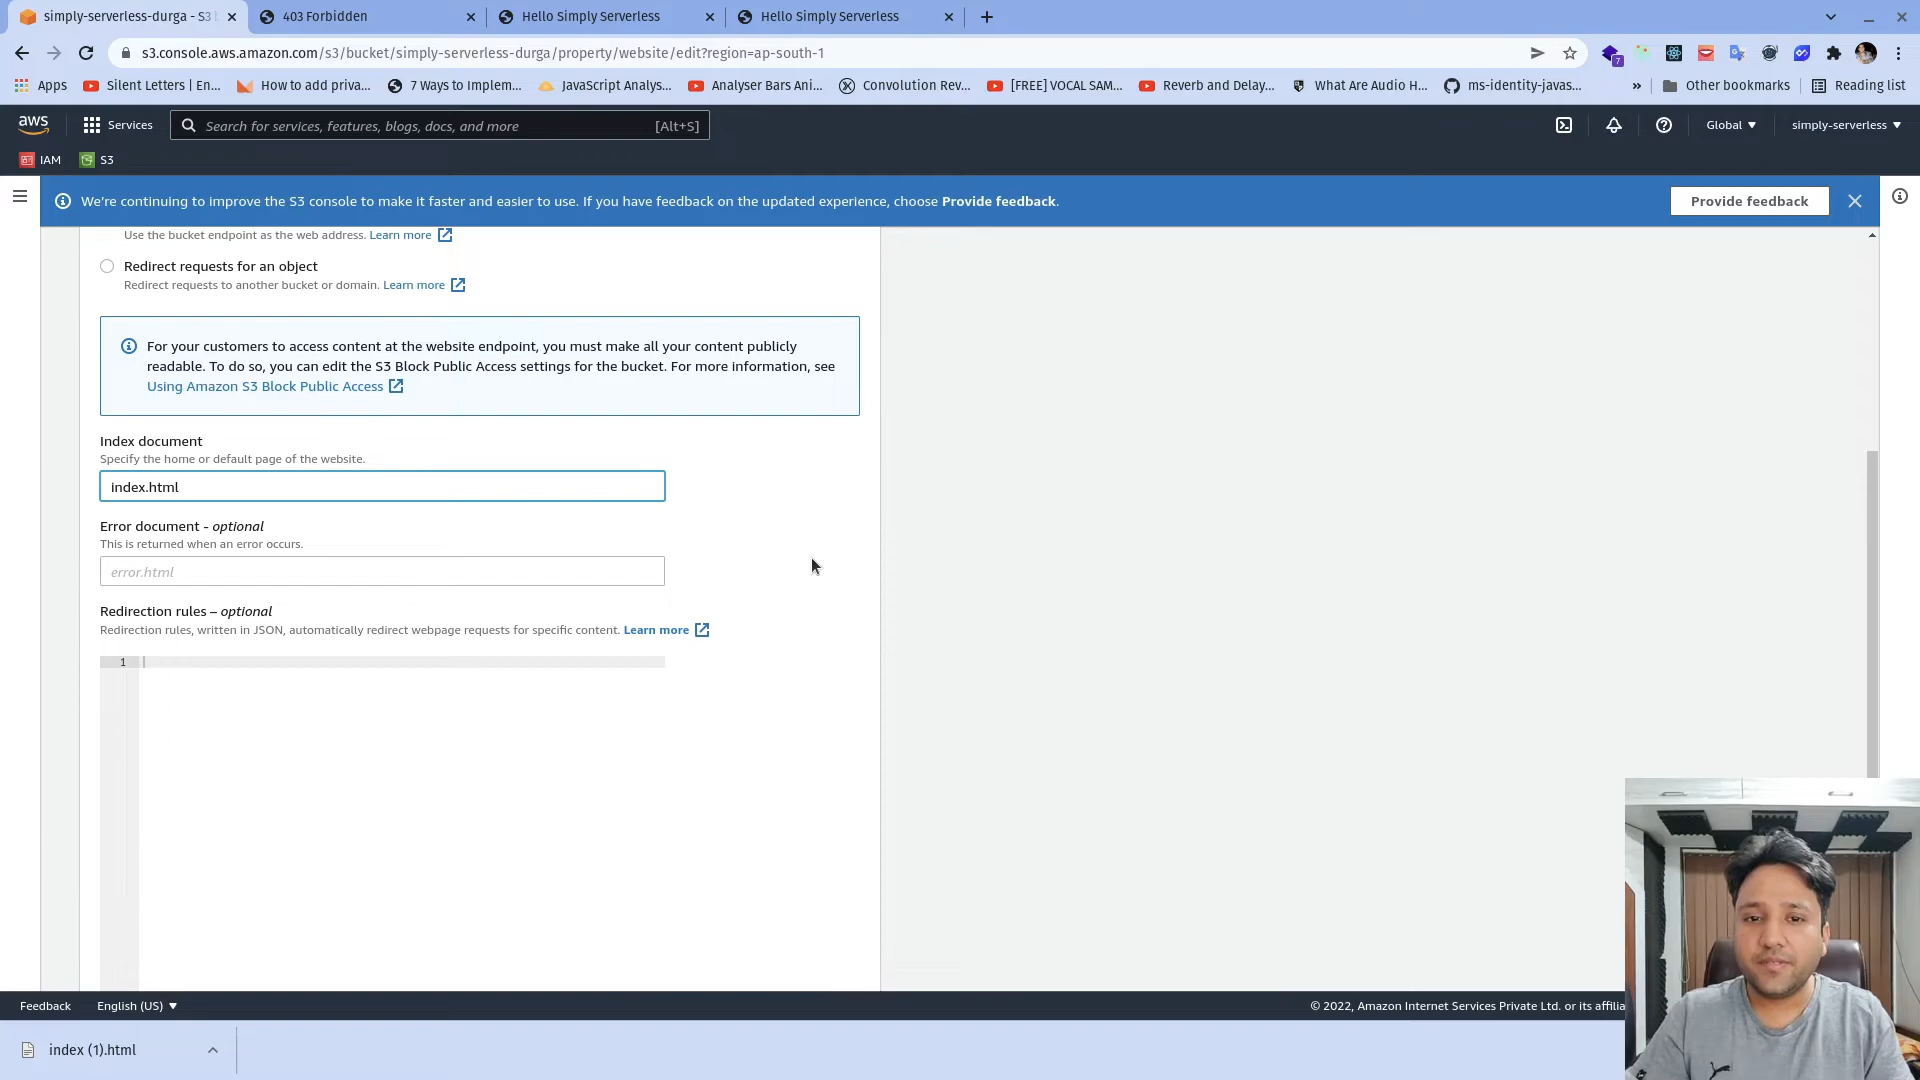 simply-serverless-durga - S3 b
403 Forbidden
Hello Simply Serverless
Hello Simply Serverless
s3.console.aws.amazon.com/s3/bucket/simply-serverless-durga/property/website/edit?region=ap-south-1
7
Apps
Silent Letters | En...
How to add priva...
7 Ways to Implem...
JavaScript Analys...
Analyser Bars Ani...
Convolution Rev...
[FREE] VOCAL SAM...
Reverb and Delay...
What Are Audio H...
ms-identity-javas...
»
Other bookmarks
Reading list
aws
Services
Search for services, features, blogs, docs, and more
[Alt+S]
Global
simply-serverless
IAM
S3
We're continuing to improve the S3 console to make it faster and easier to use. If you have feedback on the updated experience, choose Provide feedback.
Provide feedback
Use the bucket endpoint as the web address. Learn more
Redirect requests for an object
Redirect requests to another bucket or domain. Learn more
For your customers to access content at the website endpoint, you must make all your content publicly
readable. To do so, you can edit the S3 Block Public Access settings for the bucket. For more information, see
Using Amazon S3 Block Public Access
Index document
Specify the home or default page of the website.
index.html
Error document - optional
This is returned when an error occurs.
error.html
Redirection rules – optional
Redirection rules, written in JSON, automatically redirect webpage requests for specific content. Learn more
1
Feedback
English (US)
© 2022, Amazon Internet Services Private Ltd. or its affilia
index (1).html